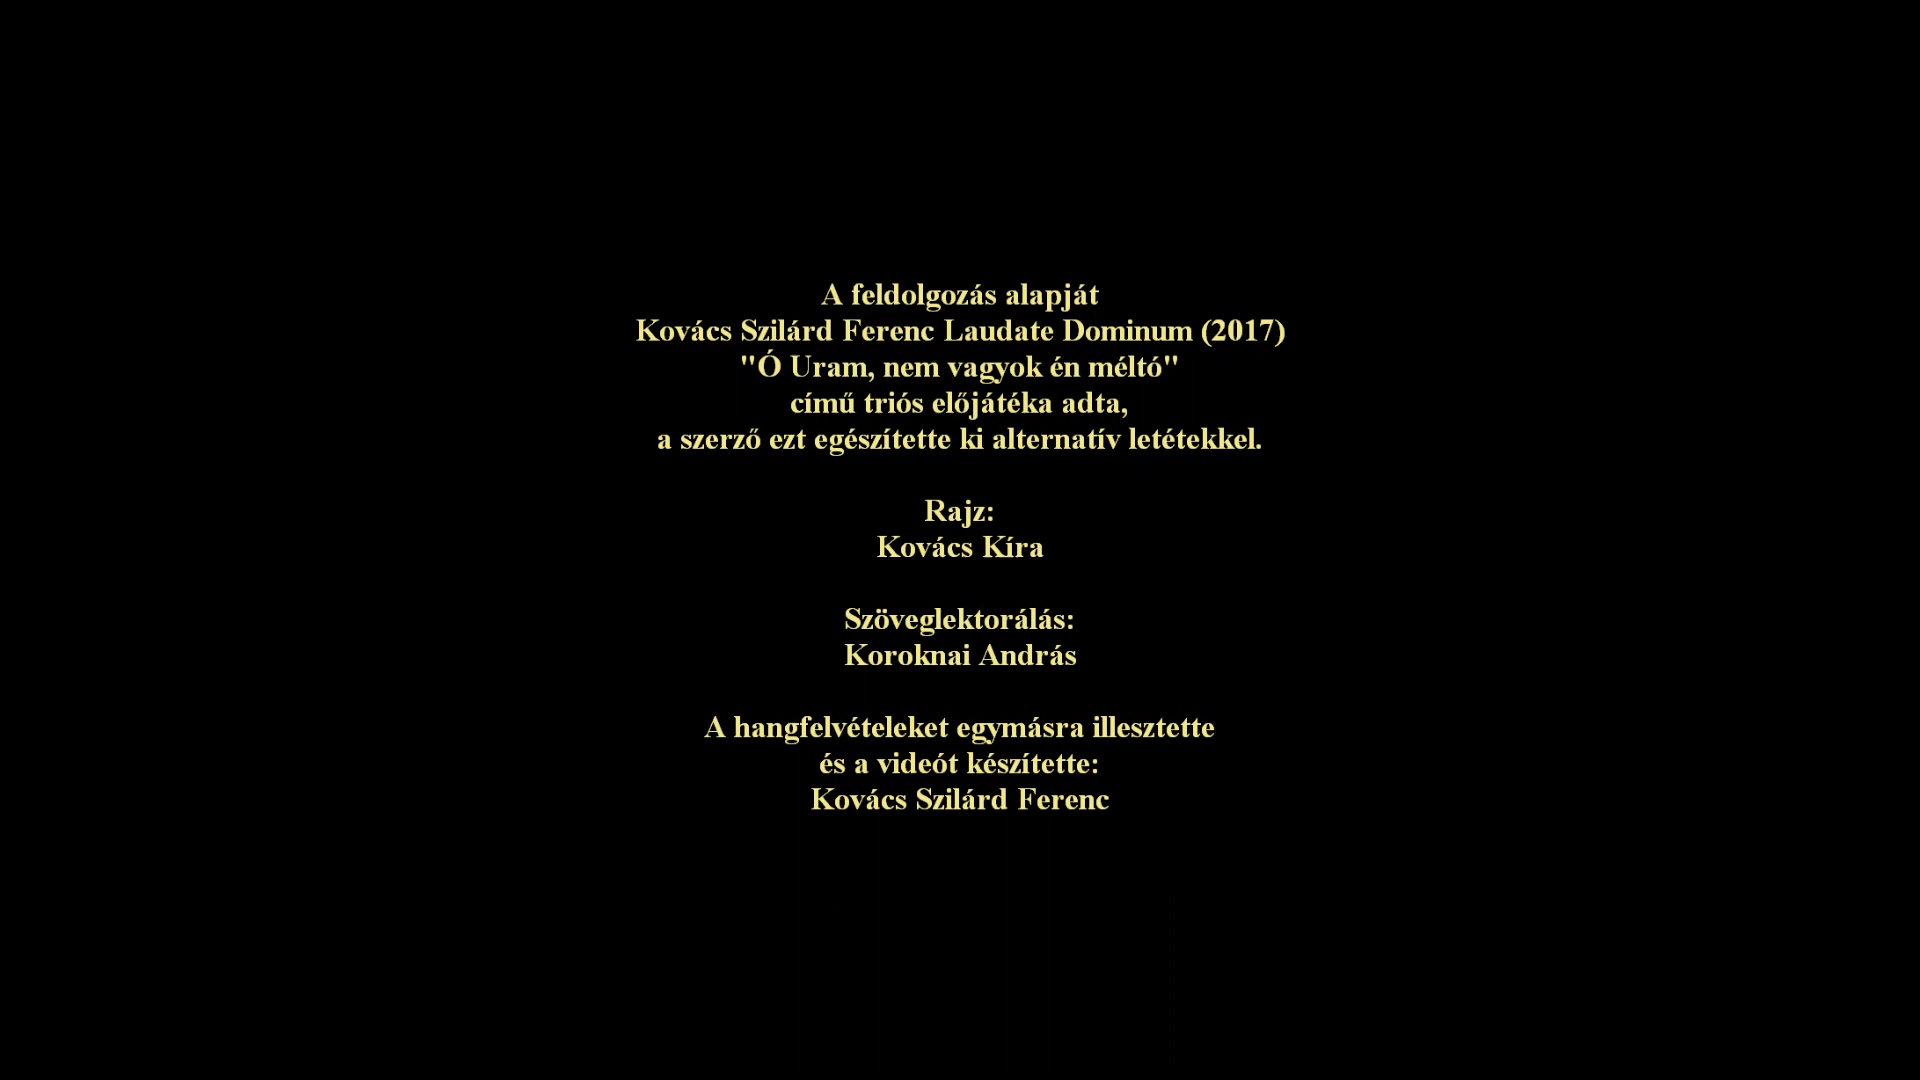 A feldolgozás alapját
Kovács Szilárd Ferenc Laudate Dominum (2017)
"Ó Uram, nem vagyok én méltó"
című triós előjátéka adta,
a szerző ezt egészítette ki alternatív letétekkel.
Rajz:
Kovács Kíra
Szöveglektorálás:
Koroknai András
A hangfelvételeket egymásra illesztette
és a videót készítette:
Kovács Szilárd Ferenc